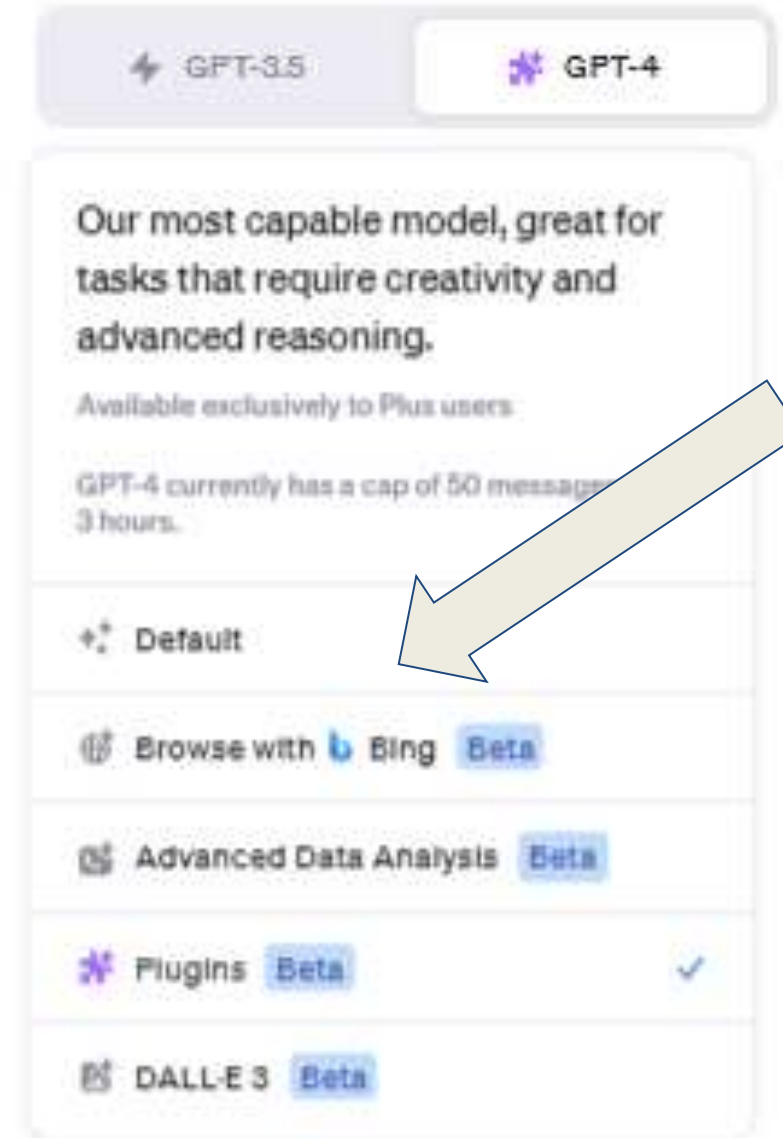 GPT-3.5
GPT-4
Our most capable model, great for
tasks that require creativity and
advanced reasoning.
Available exclusively to Plus users
GPT-4 currently has a cap of 50 message
3 hours.
Default
Browse with b Bing Beta
Advanced Data Analysis Beta
Plugins Beta
DALL·E 3 Beta